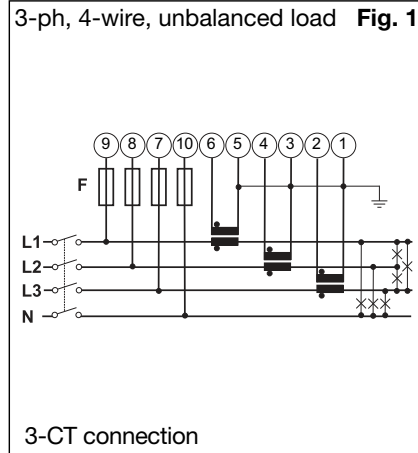 3-ph, 4-wire, unbalanced load Fig. 1
9 8 7 10 6 5 4 3 2 1
F
L1
L2
L3
N
3-CT connection